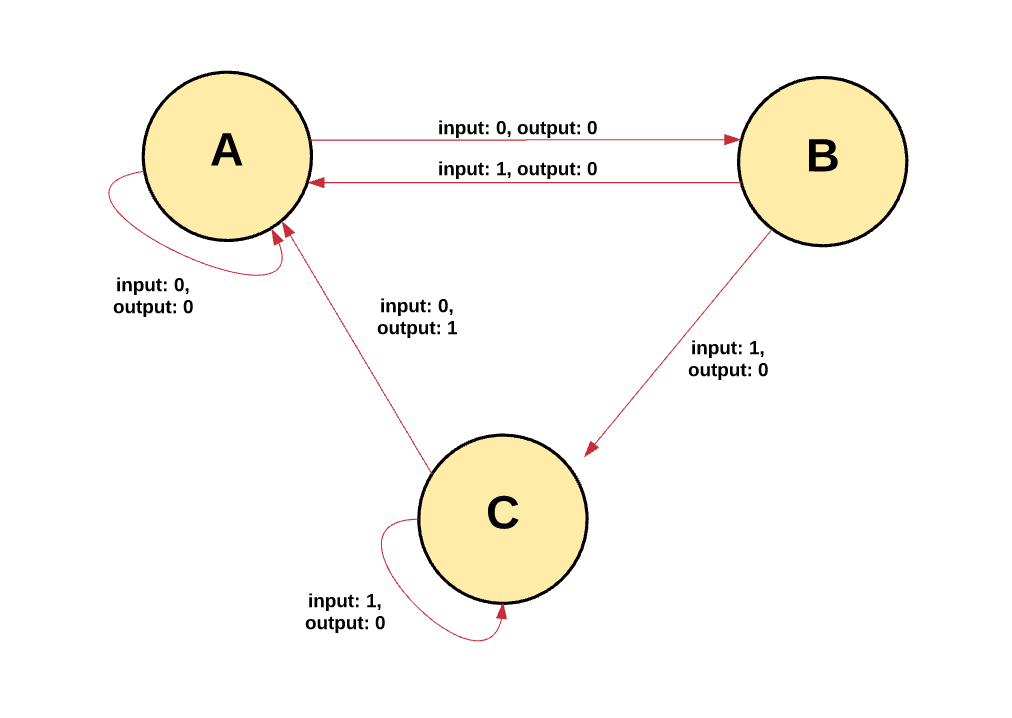 A
B
input: 0, output: 0
input: 1, output: 0
input: 0,
output: 0
input: 0,
output: 1
input: 1,
output: 0
C
input: 1,
output: 0